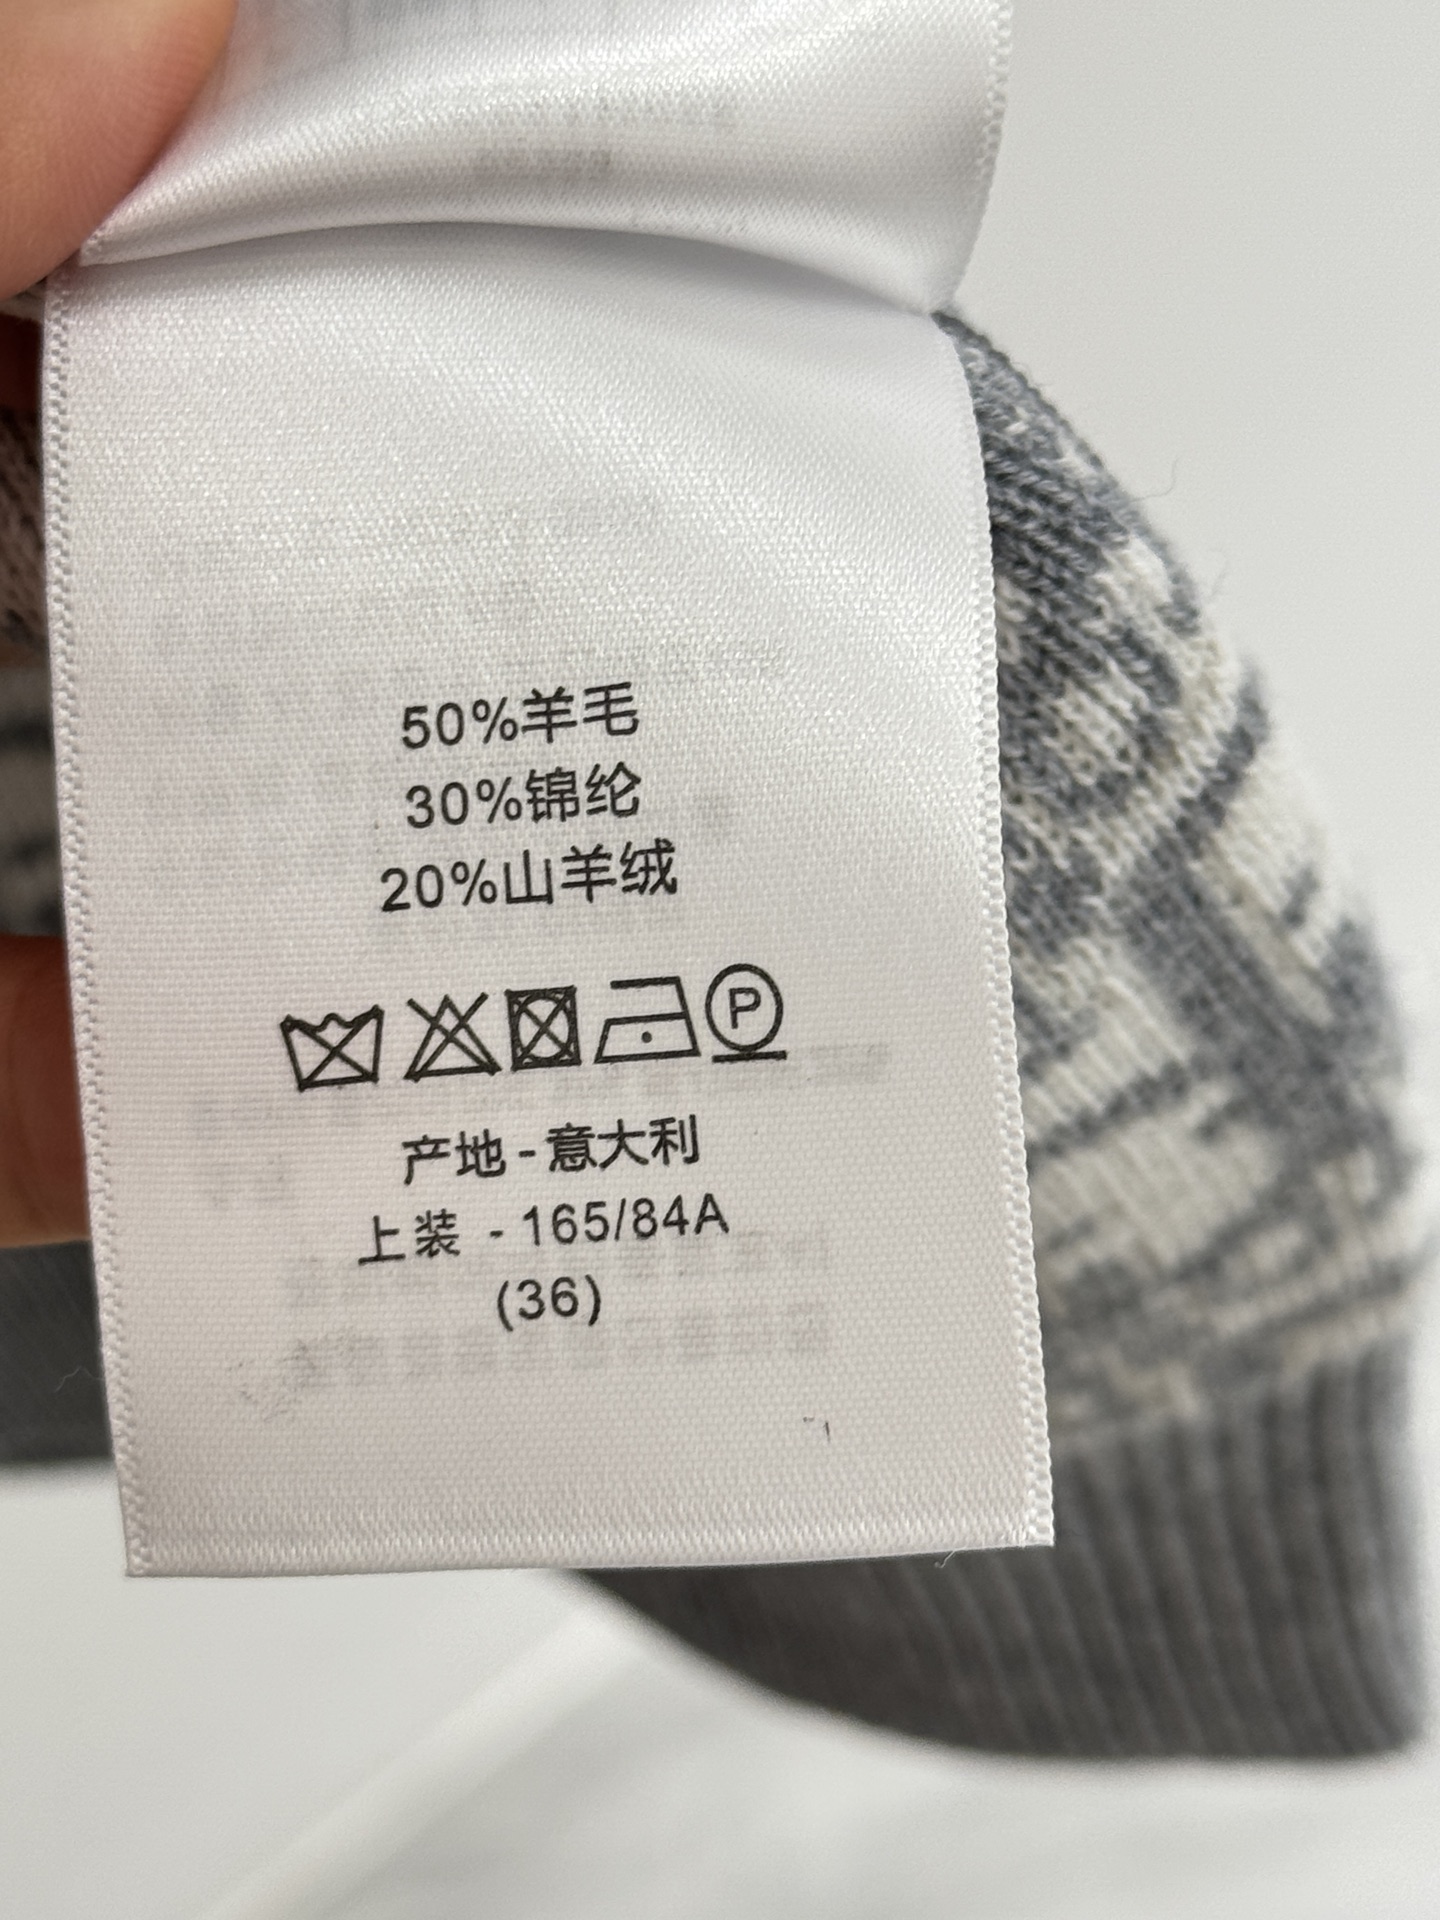 50%羊毛
30%锦纶
20%山羊绒
P
产地-意大利
上装 - 165/84A
(36)